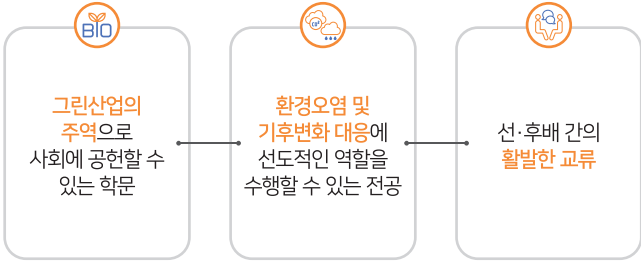 BIO
그린산업의
주역으로
사회에 공헌할 수
있는 학문
CO²
환경오염 및
기후변화 대응에
선도적인 역할을
수행할 수 있는 전공
선·후배 간의
활발한 교류